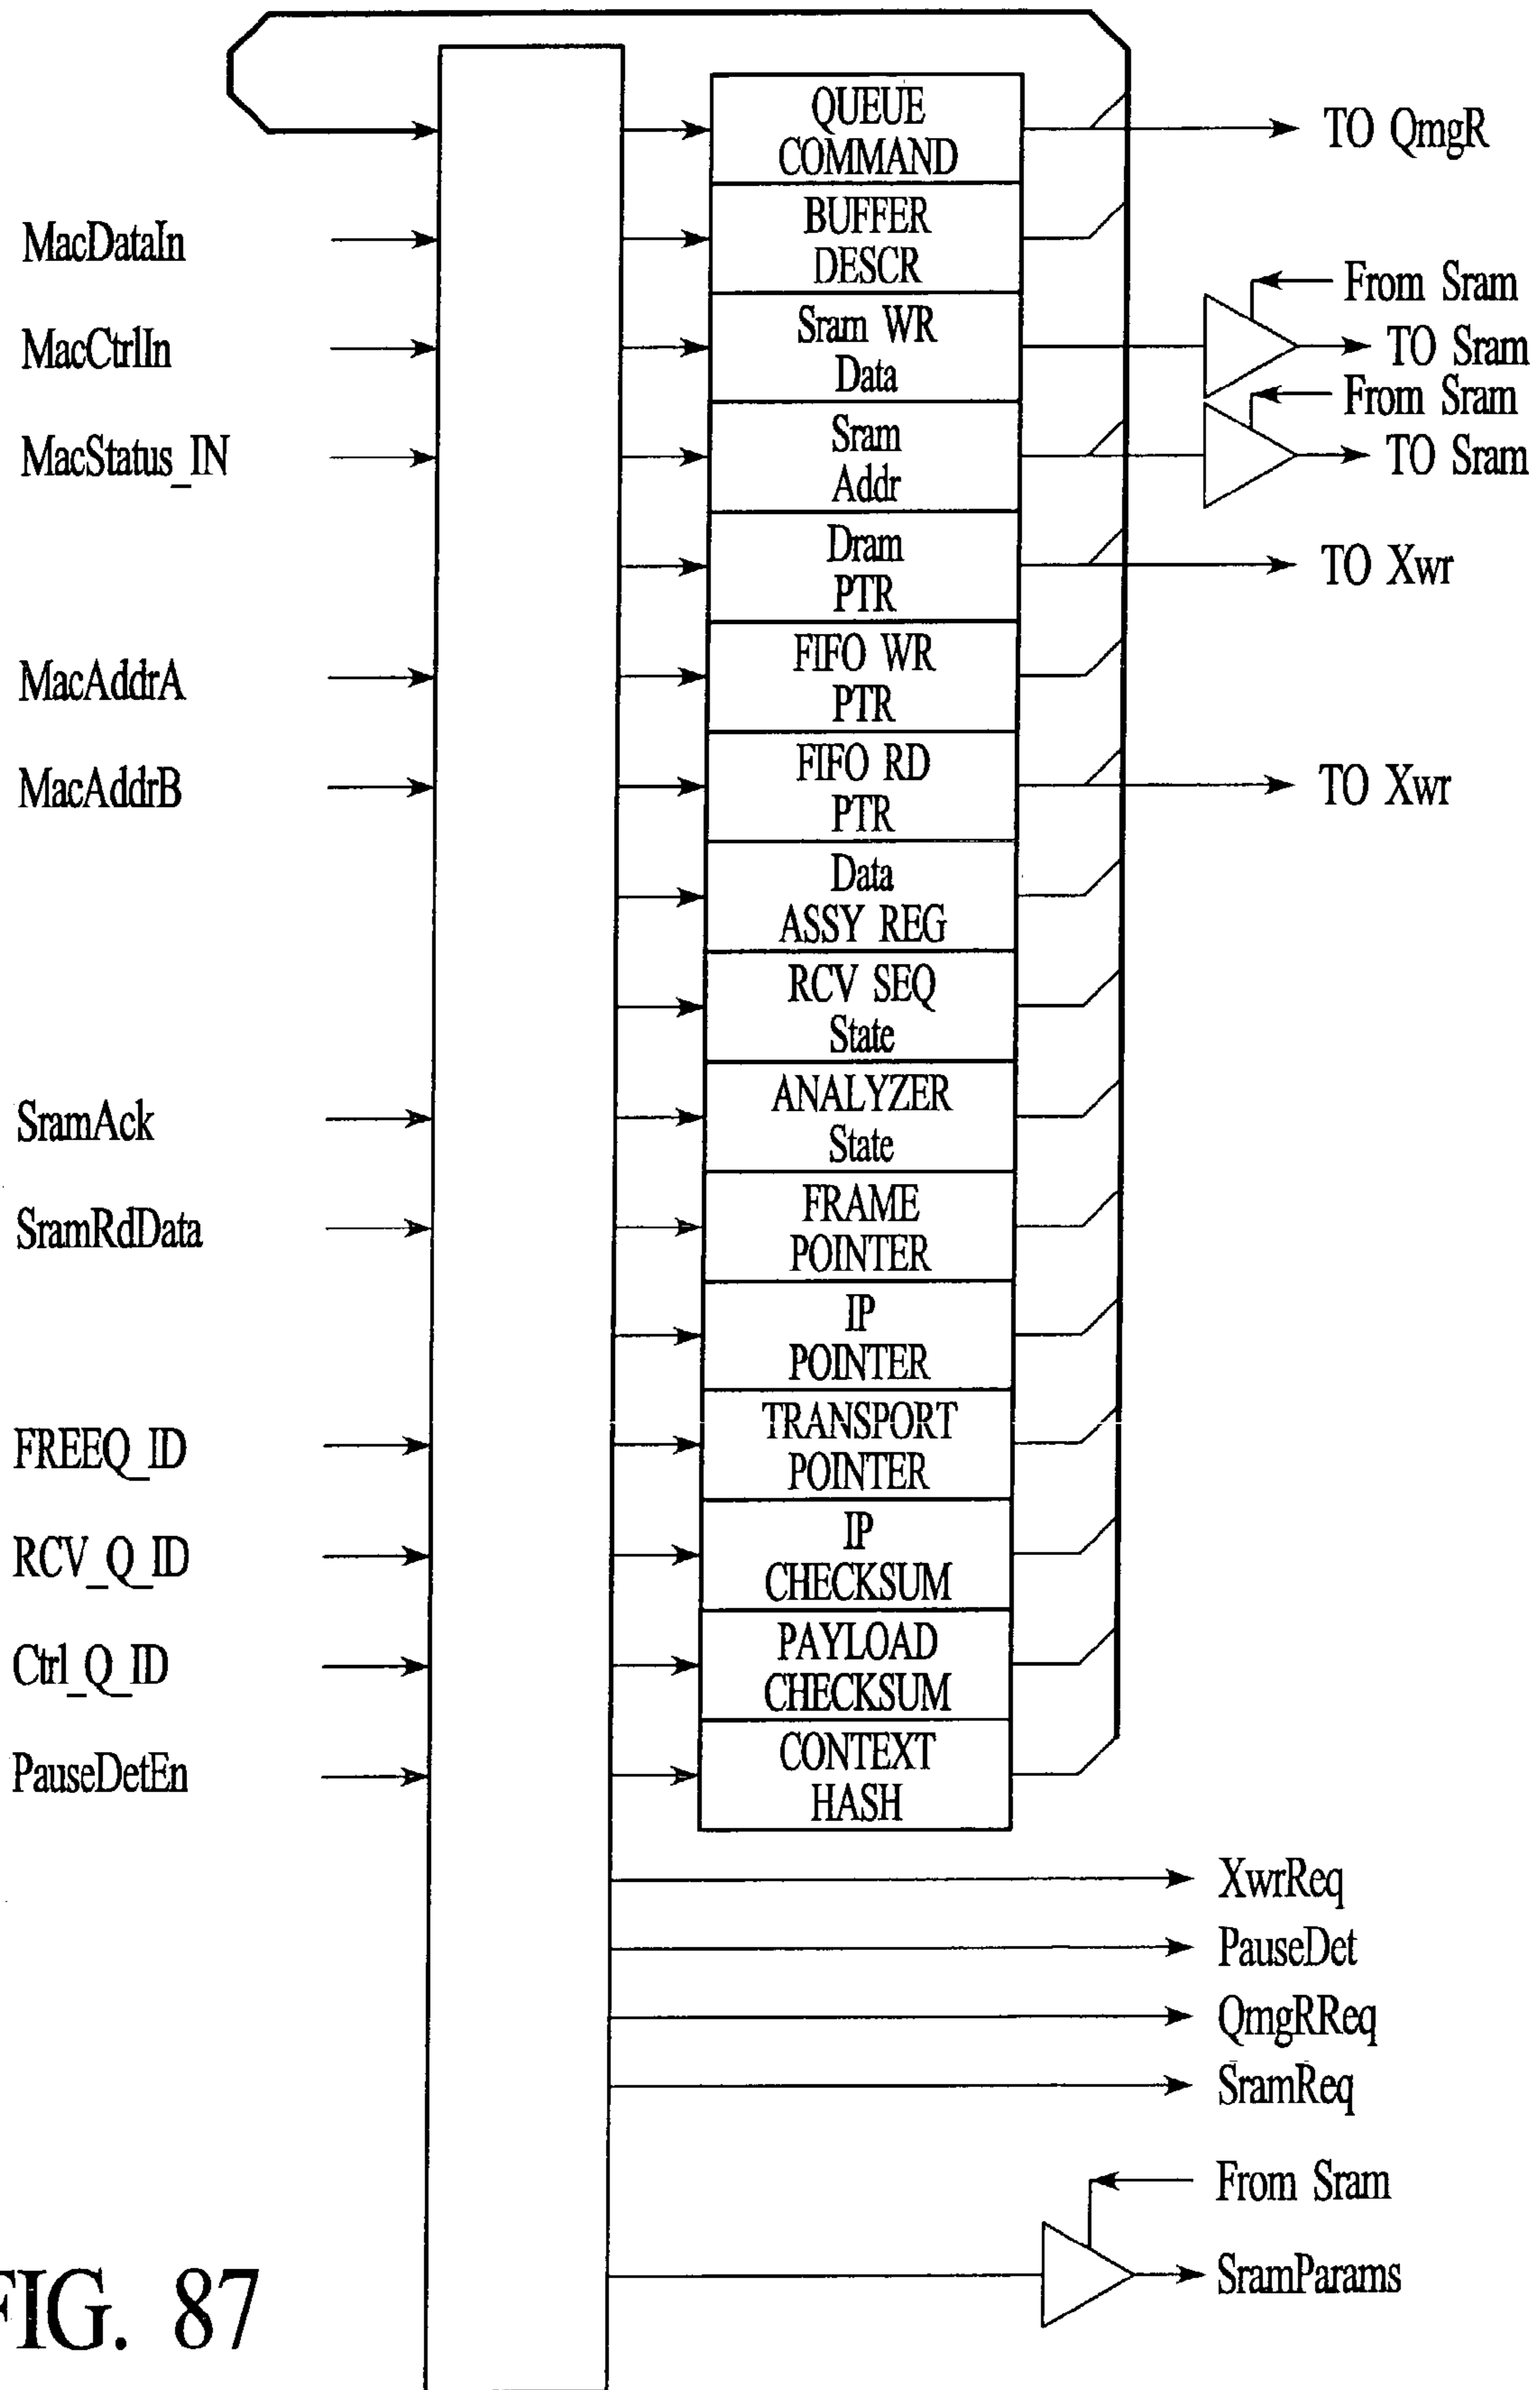 QUEUE
COMMAND
TO QmgR
MacDataIn
BUFFER
DESCR
From Sram
MacCtrlIn
Sram WR
Data
TO Sram
From Sram
MacStatus_IN
Sram
Addr
TO Sram
Dram
PTR
TO Xwr
MacAddrA
FIFO WR
PTR
MacAddrB
FIFO RD
PTR
TO Xwr
Data
ASSY REG
RCV SEQ
State
SramAck
ANALYZER
State
SramRdData
FRAME
POINTER
IP
POINTER
FREEQ_ID
TRANSPORT
POINTER
RCV_Q_ID
IP
CHECKSUM
Ctrl_Q_ID
PAYLOAD
CHECKSUM
PauseDetEn
CONTEXT
HASH
XwrReq
PauseDet
QmgRReq
SramReq
From Sram
SramParams
FIG. 87